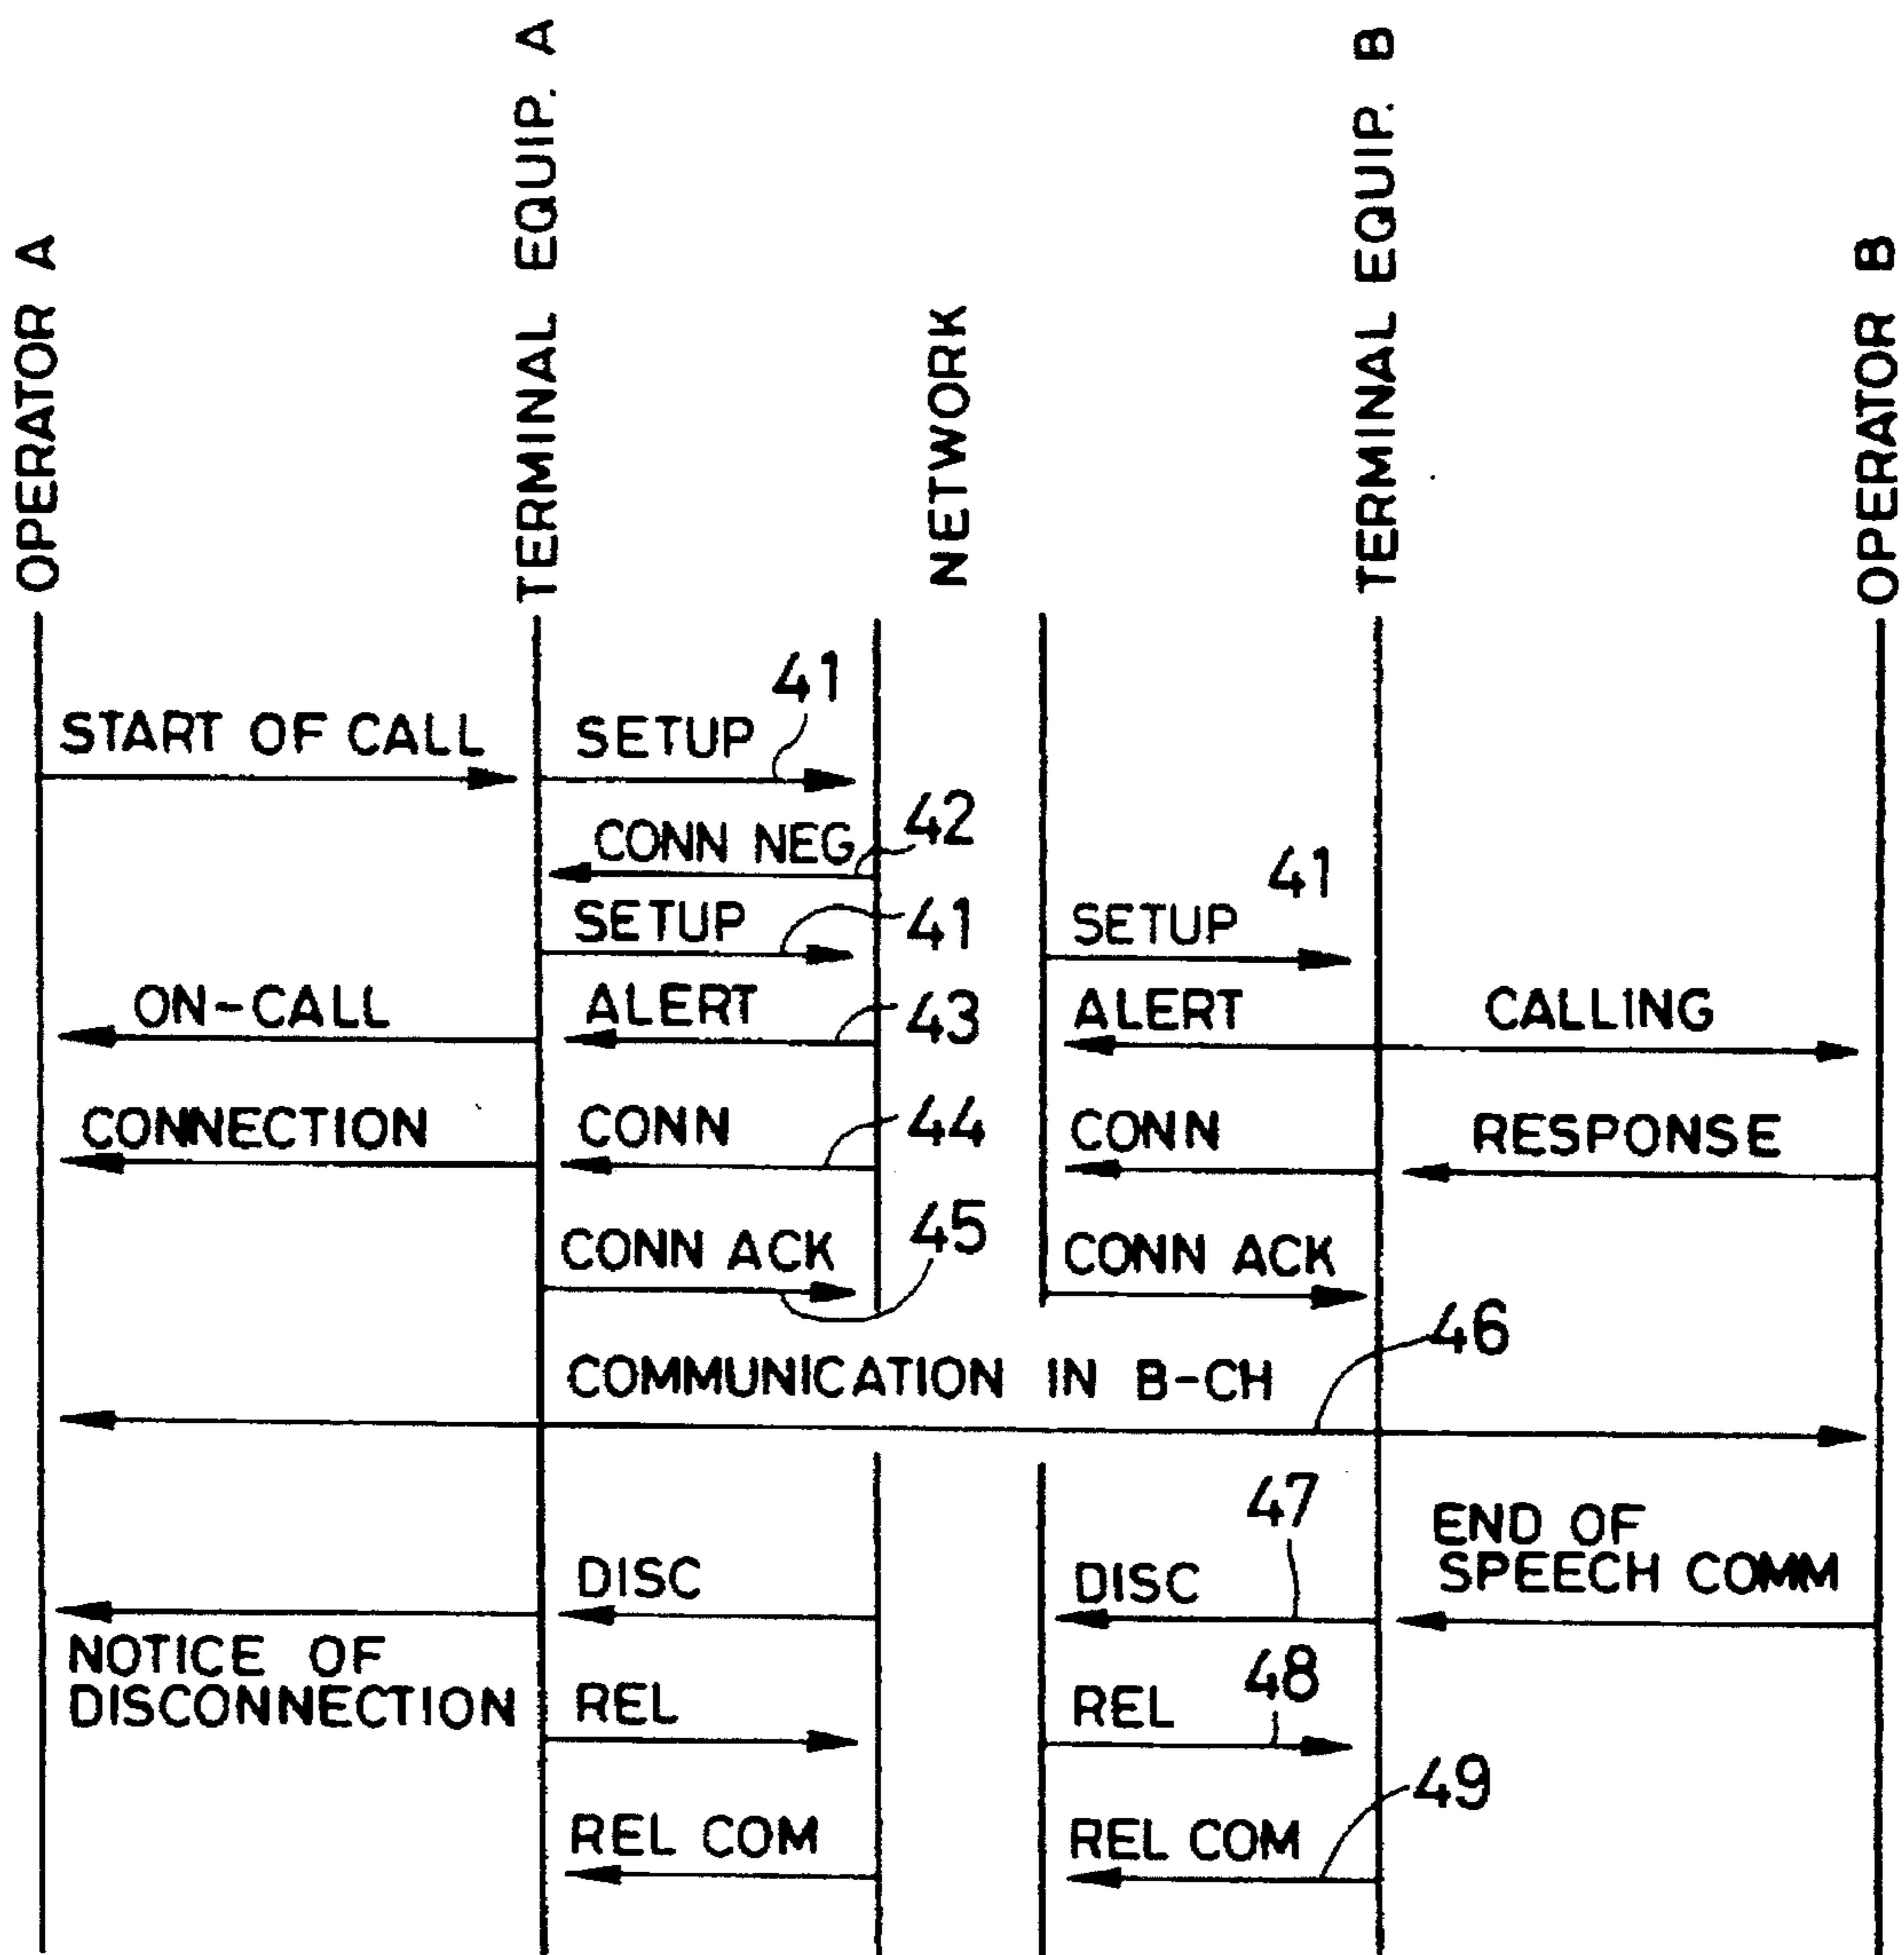 OPERATOR A
TERMINAL EQUIP. A
NETWORK
TERMINAL EQUIP. B
OPERATOR B
41
START OF CALL
SETUP
42
CONN NEG
41
SETUP
41
SETUP
ON-CALL
ALERT
43
ALERT
CALLING
CONNECTION
CONN
44
CONN
RESPONSE
45
CONN ACK
CONN ACK
46
COMMUNICATION IN B-CH
47
END OF
SPEECH COMM
DISC
DISC
NOTICE OF
DISCONNECTION
REL
48
REL
49
REL COM
REL COM